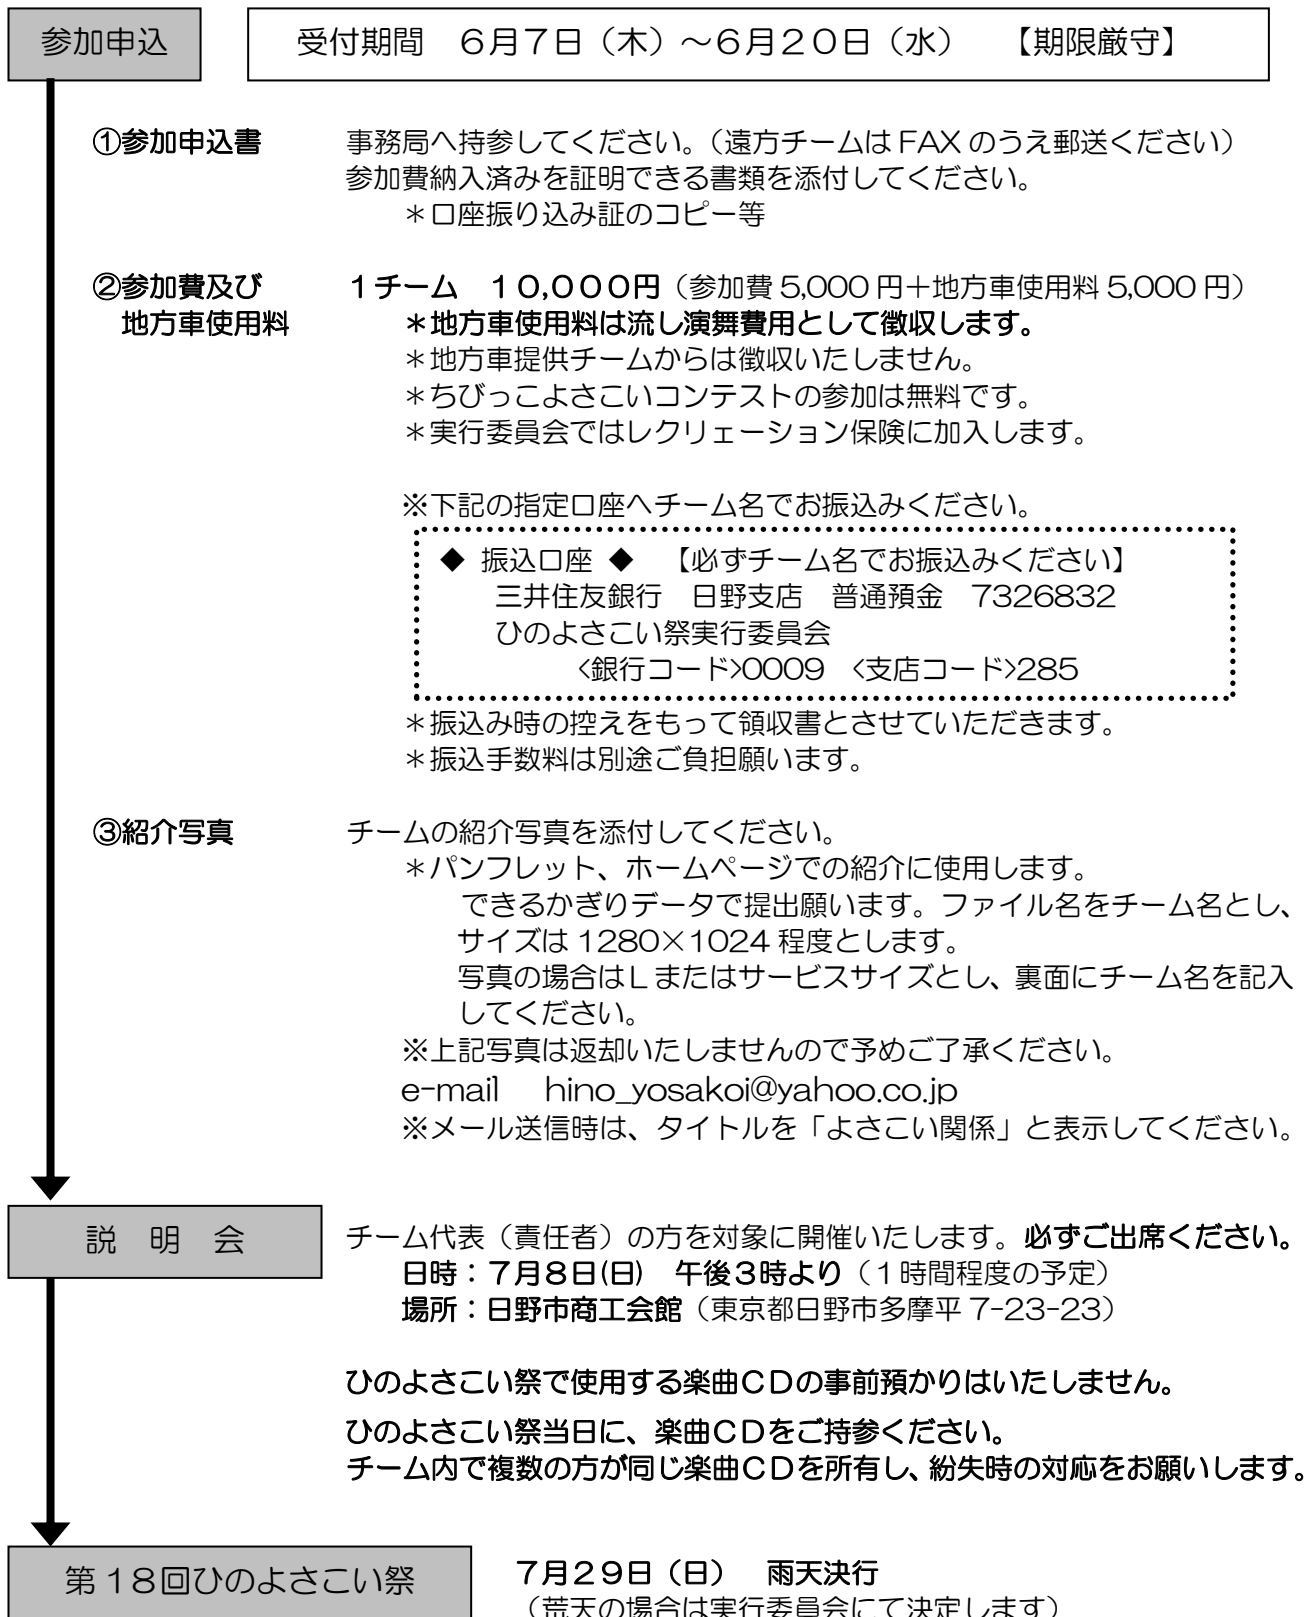 参加申込
受付期間　６月７日（木）～６月２０日（水）　【期限厳守】
①参加申込書　事務局へ持参してください。（遠方チームは FAX のうえ郵送ください）
参加費納入済みを証明できる書類を添付してください。
＊口座振り込み証のコピー等
②参加費及び　１チーム　１０,０００円（参加費 5,000 円＋地方車使用料 5,000 円）
地方車使用料　＊地方車使用料は流し演舞費用として徴収します。
＊地方車提供チームからは徴収いたしません。
＊ちびっこよさこいコンテストの参加は無料です。
＊実行委員会ではレクリェーション保険に加入します。
※下記の指定口座へチーム名でお振込みください。
◆ 振込口座 ◆　【必ずチーム名でお振込みください】
三井住友銀行　日野支店　普通預金　7326832
ひのよさこい祭実行委員会
<銀行コード>0009　<支店コード>285
＊振込み時の控えをもって領収書とさせていただきます。
＊振込手数料は別途ご負担願います。
③紹介写真　チームの紹介写真を添付してください。
＊パンフレット、ホームページでの紹介に使用します。
できるかぎりデータで提出願います。ファイル名をチーム名とし、
サイズは 1280×1024 程度とします。
写真の場合はＬまたはサービスサイズとし、裏面にチーム名を記入
してください。
※上記写真は返却いたしませんので予めご了承ください。
e-mail　hino_yosakoi@yahoo.co.jp
※メール送信時は、タイトルを「よさこい関係」と表示してください。
説　明　会　チーム代表（責任者）の方を対象に開催いたします。必ずご出席ください。
日時：７月８日(日)　午後３時より（１時間程度の予定）
場所：日野市商工会館（東京都日野市多摩平 7-23-23）
ひのよさこい祭で使用する楽曲ＣＤの事前預かりはいたしません。
ひのよさこい祭当日に、楽曲ＣＤをご持参ください。
チーム内で複数の方が同じ楽曲ＣＤを所有し、紛失時の対応をお願いします。
第 18回ひのよさこい祭　７月２９日（日）　雨天決行
（荒天の場合は実行委員会にて決定します）